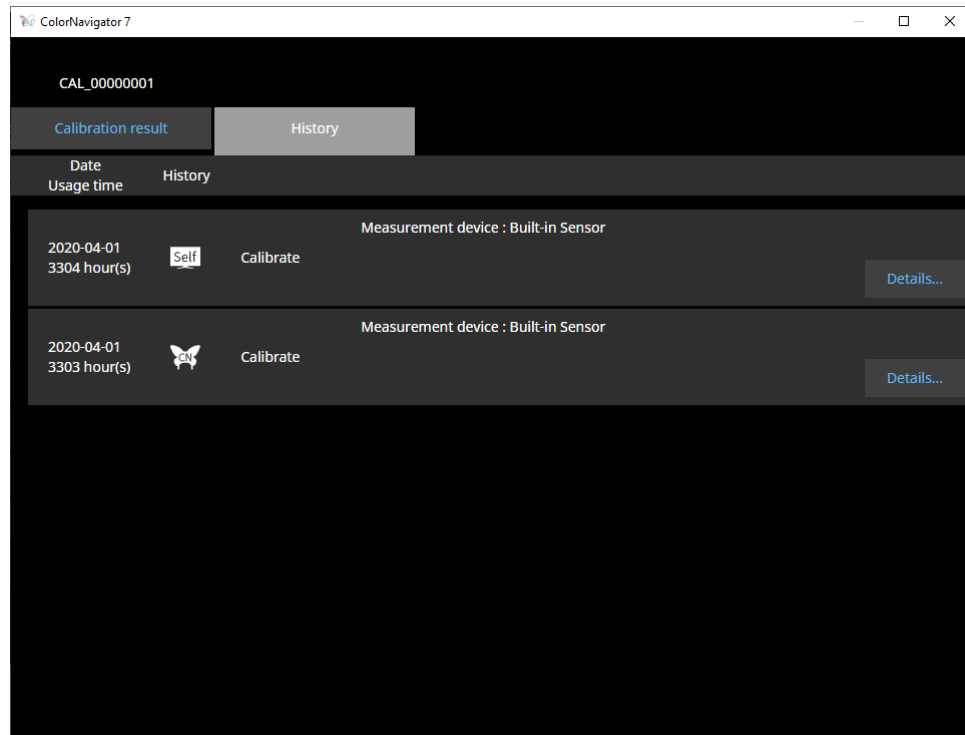 ColorNavigator 7
CAL_00000001
Calibration result
History
Date
Usage time
History
Measurement device : Built-in Sensor
2020-04-01
3304 hour(s)
Self
Calibrate
Details...
Measurement device : Built-in Sensor
2020-04-01
3303 hour(s)
CN
Calibrate
Details...